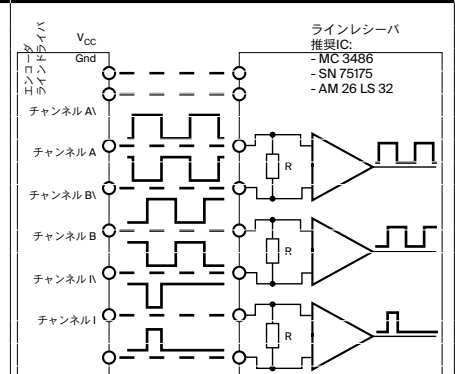 エンコーダ
ラインドライバ
V_CC
Gnd
チャンネル A\
チャンネル A
チャンネル B\
チャンネル B
チャンネル I\
チャンネル I
ラインレシーバ
推奨IC:
- MC 3486
- SN 75175
- AM 26 LS 32
R
R
R